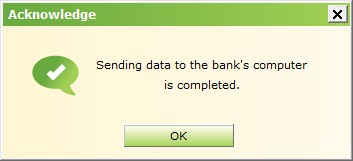 Acknowledge
Sending data to the bank's computer
is completed.
OK